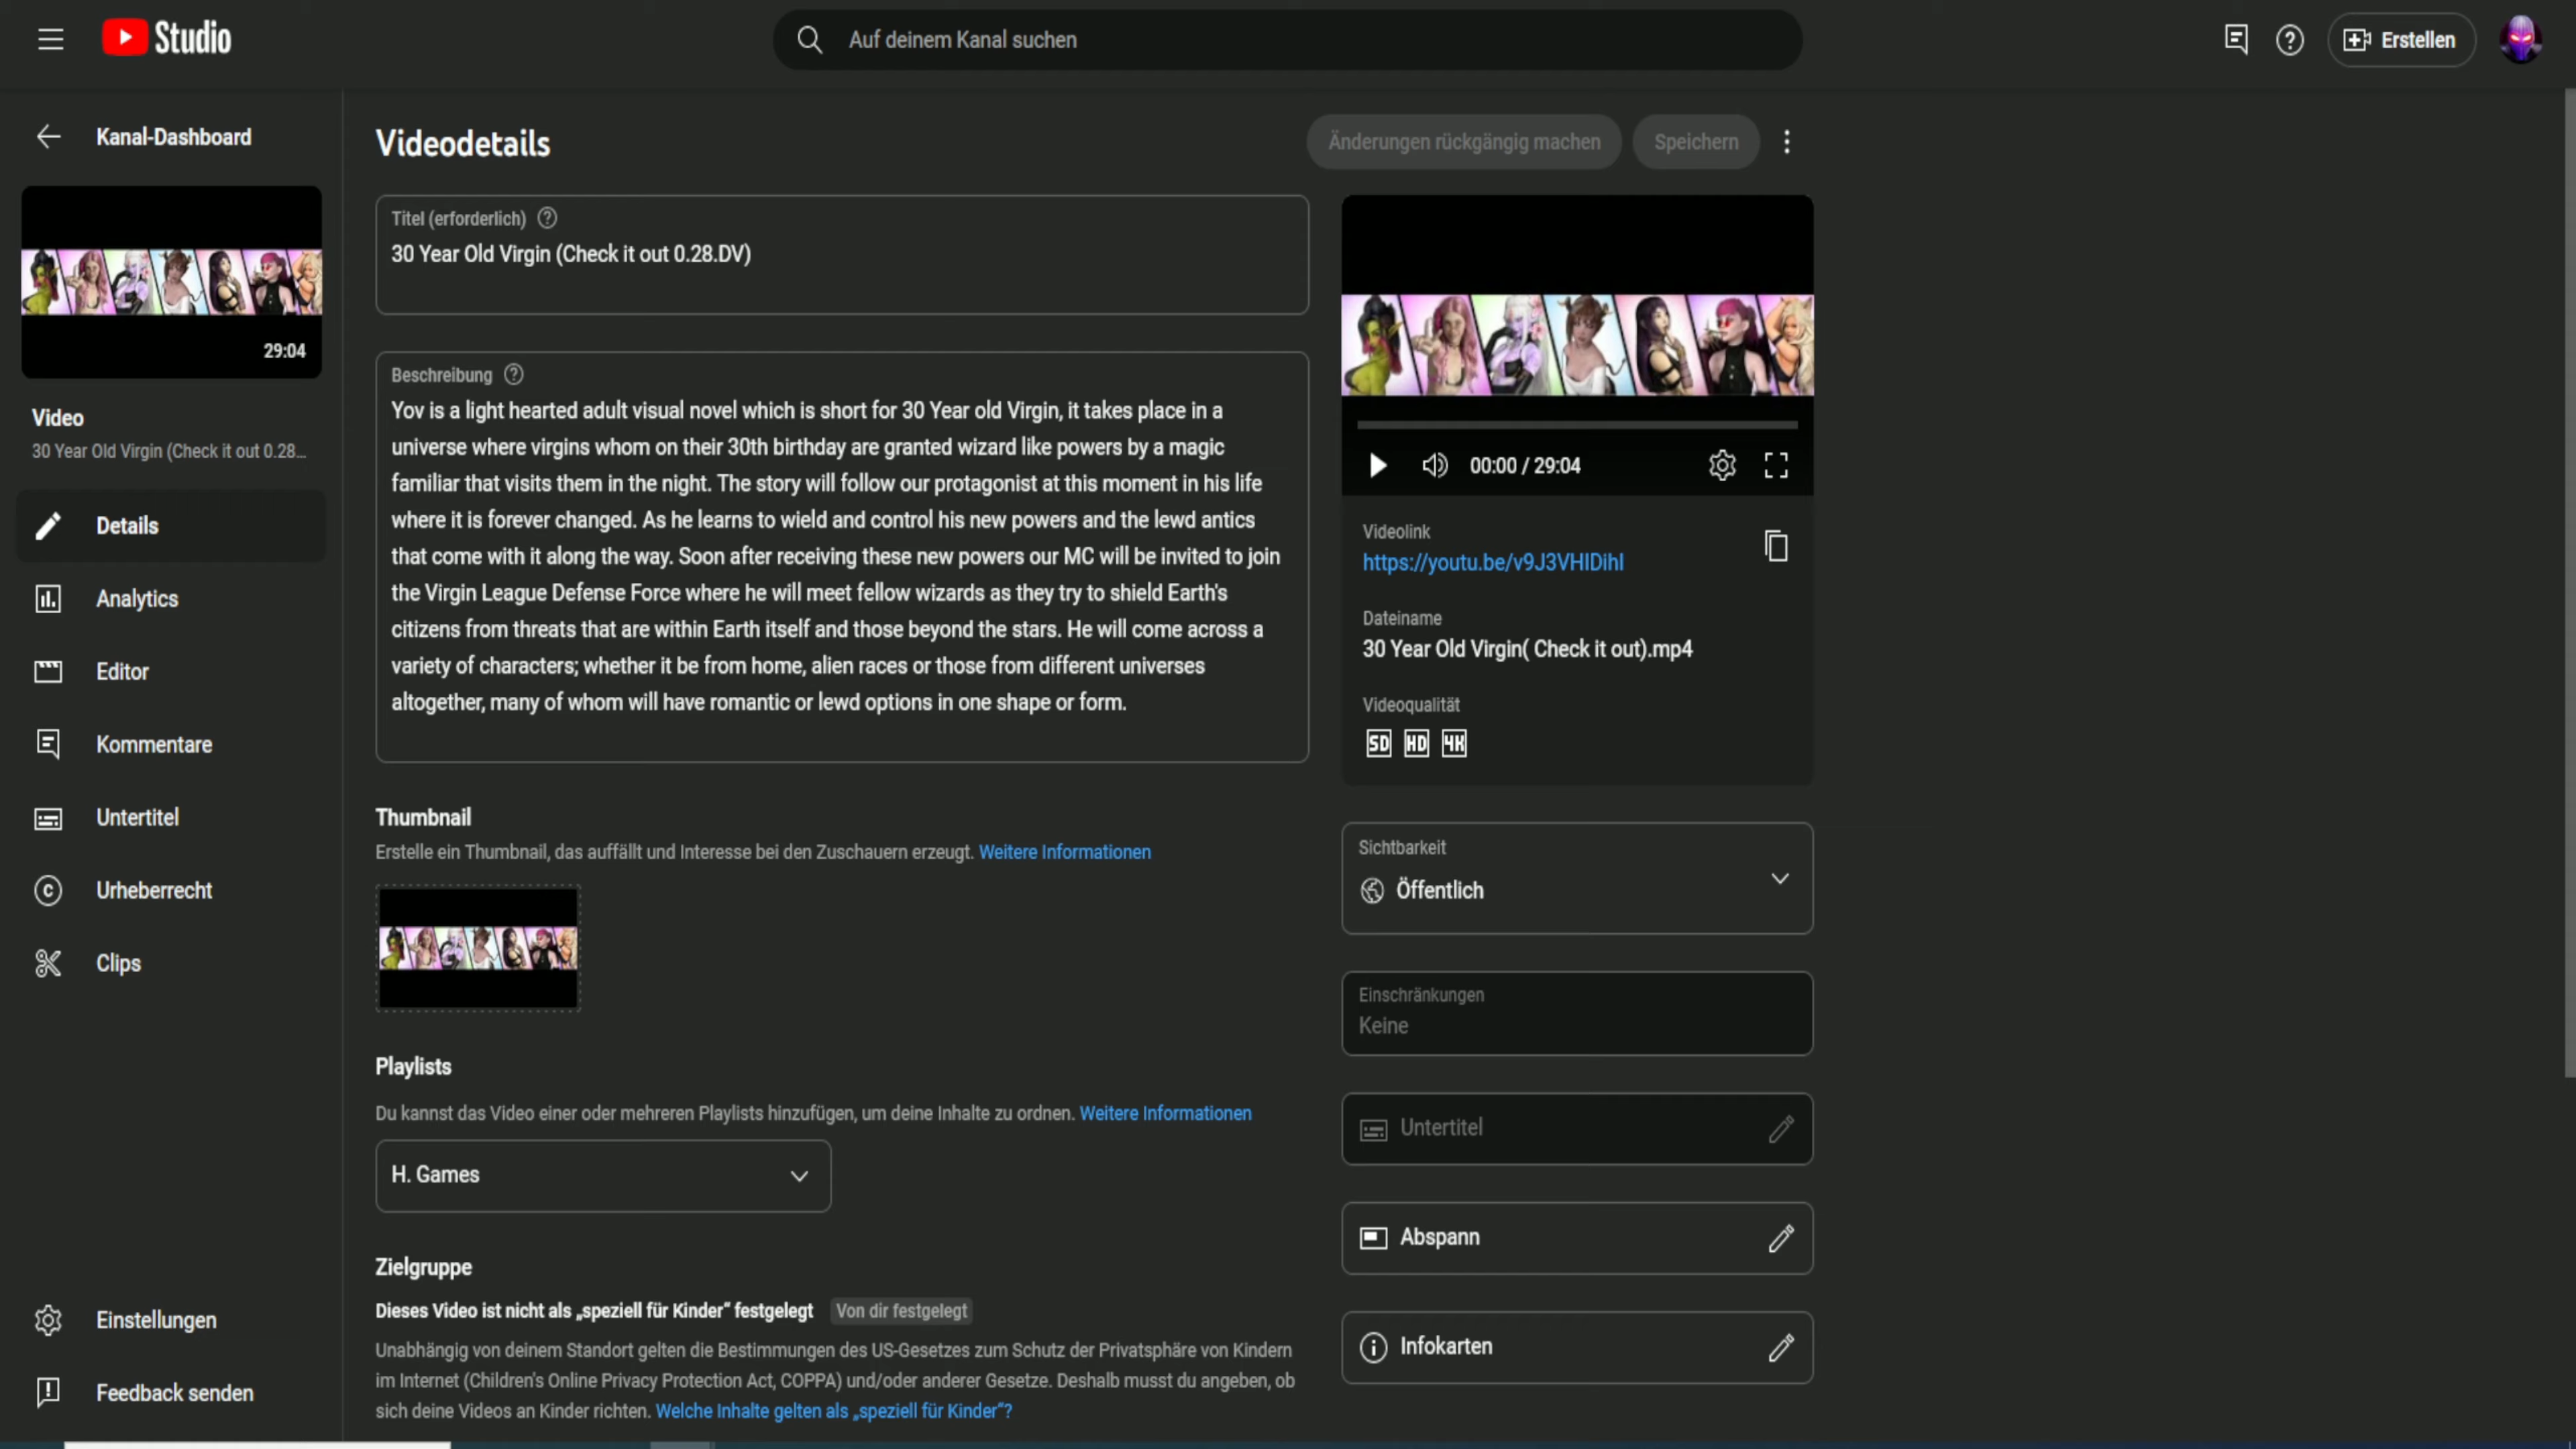 Studio
Auf deinem Kanal suchen
Erstellen
Kanal-Dashboard
29:04
Video
30 Year Old Virgin (Check it out 0.28...
Details
Analytics
Editor
Kommentare
Untertitel
Urheberrecht
Clips
Einstellungen
Feedback senden
Videodetails
Änderungen rückgängig machen
Speichern
Titel (erforderlich)
30 Year Old Virgin (Check it out 0.28.DV)
Beschreibung
Yov is a light hearted adult visual novel which is short for 30 Year old Virgin, it takes place in a
universe where virgins whom on their 30th birthday are granted wizard like powers by a magic
familiar that visits them in the night. The story will follow our protagonist at this moment in his life
where it is forever changed. As he learns to wield and control his new powers and the lewd antics
that come with it along the way. Soon after receiving these new powers our MC will be invited to join
the Virgin League Defense Force where he will meet fellow wizards as they try to shield Earth's
citizens from threats that are within Earth itself and those beyond the stars. He will come across a
variety of characters; whether it be from home, alien races or those from different universes
altogether, many of whom will have romantic or lewd options in one shape or form.
Thumbnail
Erstelle ein Thumbnail, das auffällt und Interesse bei den Zuschauern erzeugt. Weitere Informationen
Playlists
Du kannst das Video einer oder mehreren Playlists hinzufügen, um deine Inhalte zu ordnen. Weitere Informationen
H. Games
Zielgruppe
Dieses Video ist nicht als „speziell für Kinder“ festgelegt Von dir festgelegt
Unabhängig von deinem Standort gelten die Bestimmungen des US-Gesetzes zum Schutz der Privatsphäre von Kindern
im Internet (Children's Online Privacy Protection Act, COPPA) und/oder anderer Gesetze. Deshalb musst du angeben, ob
sich deine Videos an Kinder richten. Welche Inhalte gelten als „speziell für Kinder“?
00:00 / 29:04
Videolink
https://youtu.be/v9J3VHIDihI
Dateiname
30 Year Old Virgin( Check it out).mp4
Videoqualität
SD HD 4K
Sichtbarkeit
Öffentlich
Einschränkungen
Keine
Untertitel
Abspann
Infokarten